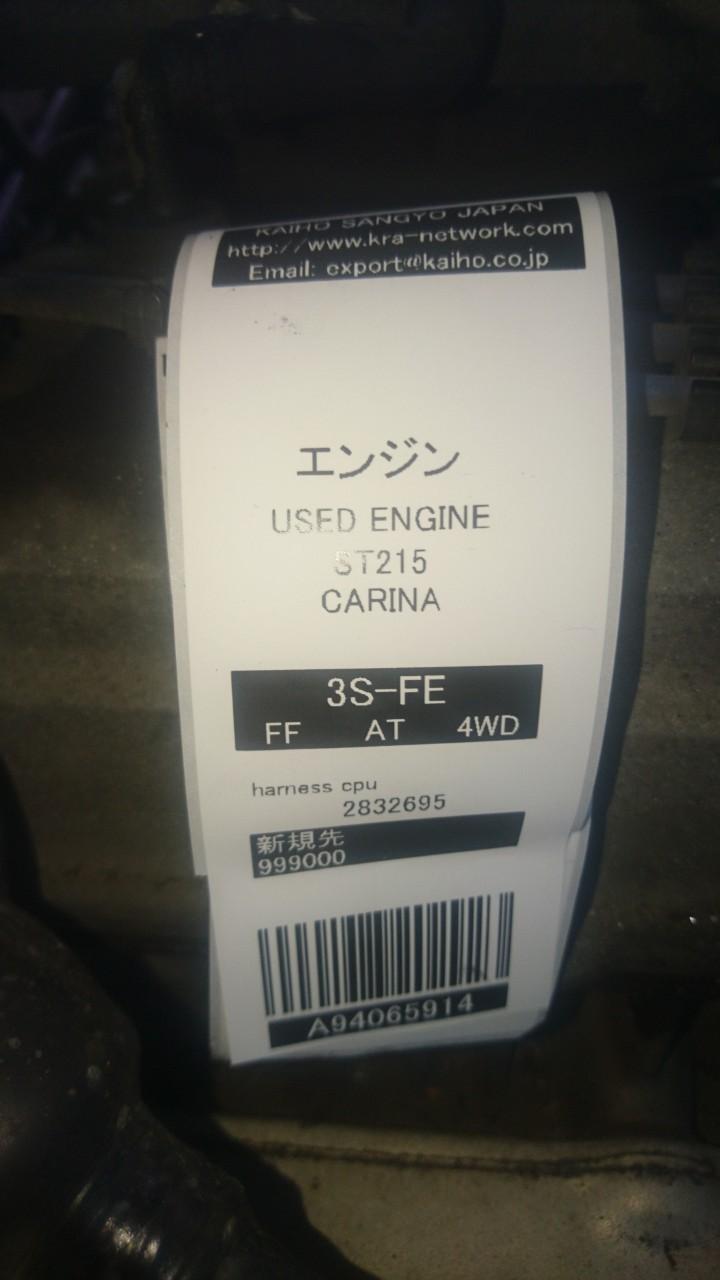 KAIHO SANGYO JAPAN
http://www.kra-network.com
Email: export@kaiho.co.jp
エンジン
USED ENGINE
ST215
CARINA
3S-FE
FF AT 4WD
harness cpu
2832695
新規先
999000
A94065914